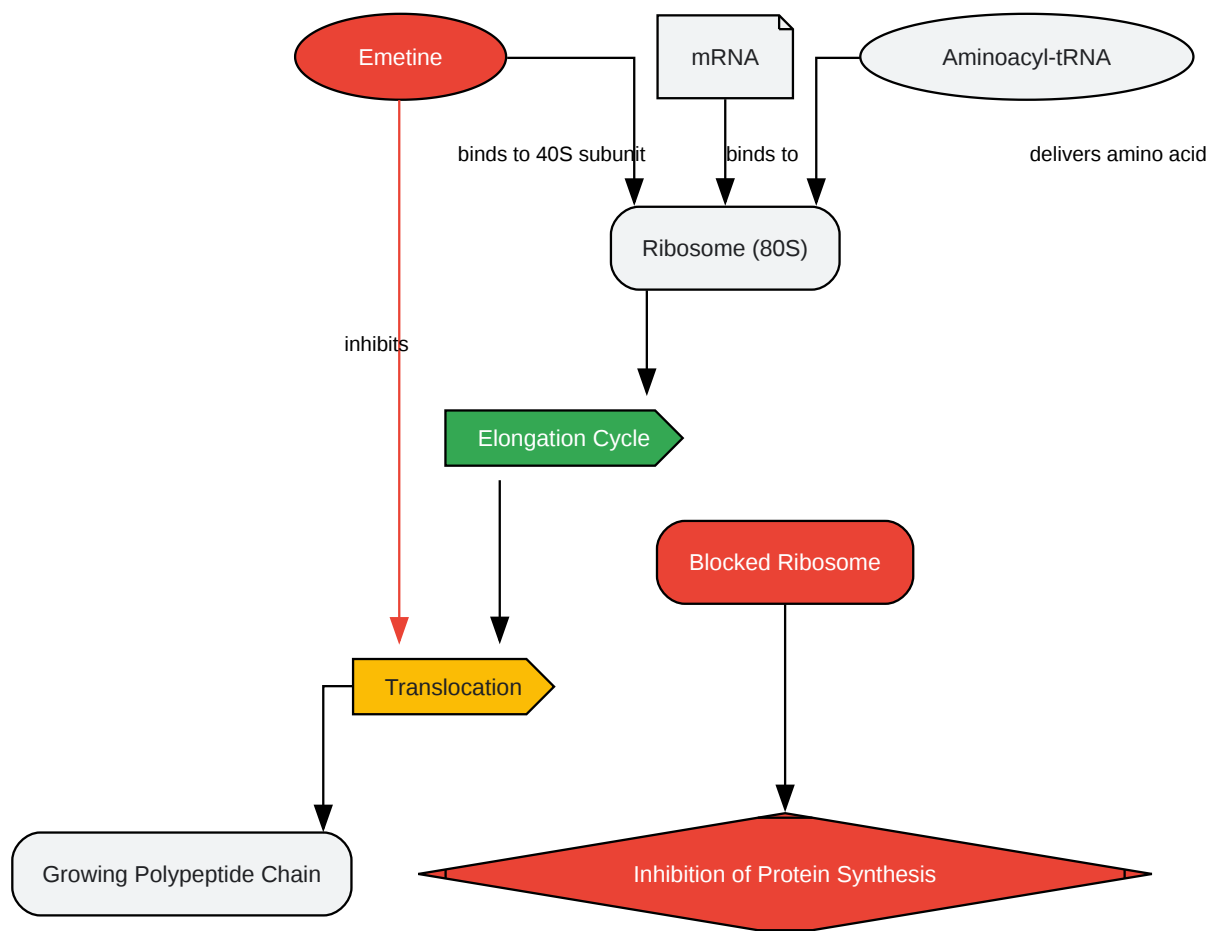 Emetine
mRNA
Aminoacyl-tRNA
binds to 40S subunit
binds to
delivers amino acid
Ribosome (80S)
inhibits
Elongation Cycle
Blocked Ribosome
Translocation
Growing Polypeptide Chain
Inhibition of Protein Synthesis